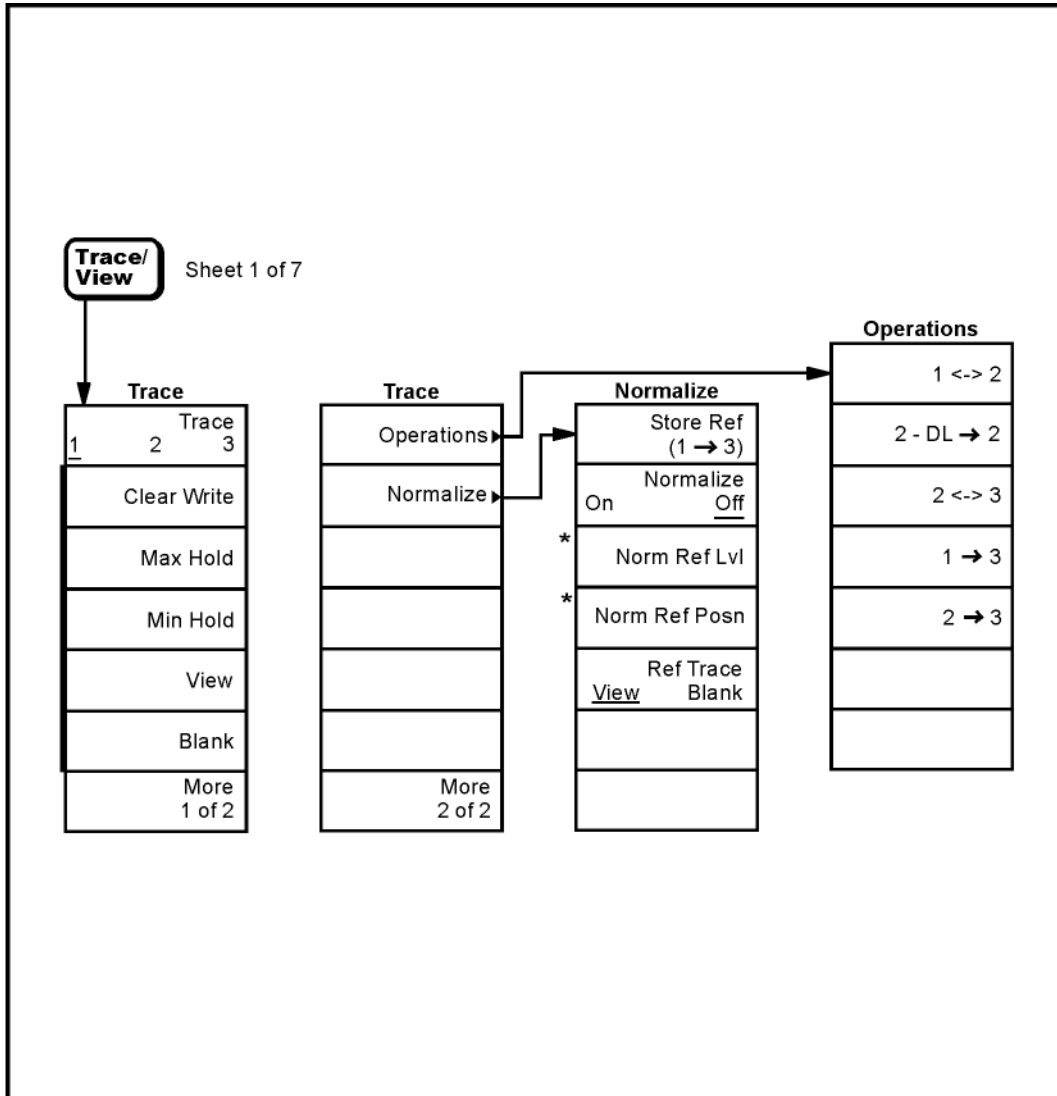 Trace/
View
Sheet 1 of 7
Trace
Trace
1 2 3
Clear Write
Max Hold
Min Hold
View
Blank
More
1 of 2
Trace
Operations
Normalize
More
2 of 2
Normalize
Store Ref
(1 → 3)
Normalize
On Off
* Norm Ref Lvl
* Norm Ref Posn
Ref Trace
View Blank
Operations
1 <-> 2
2 - DL → 2
2 <-> 3
1 → 3
2 → 3